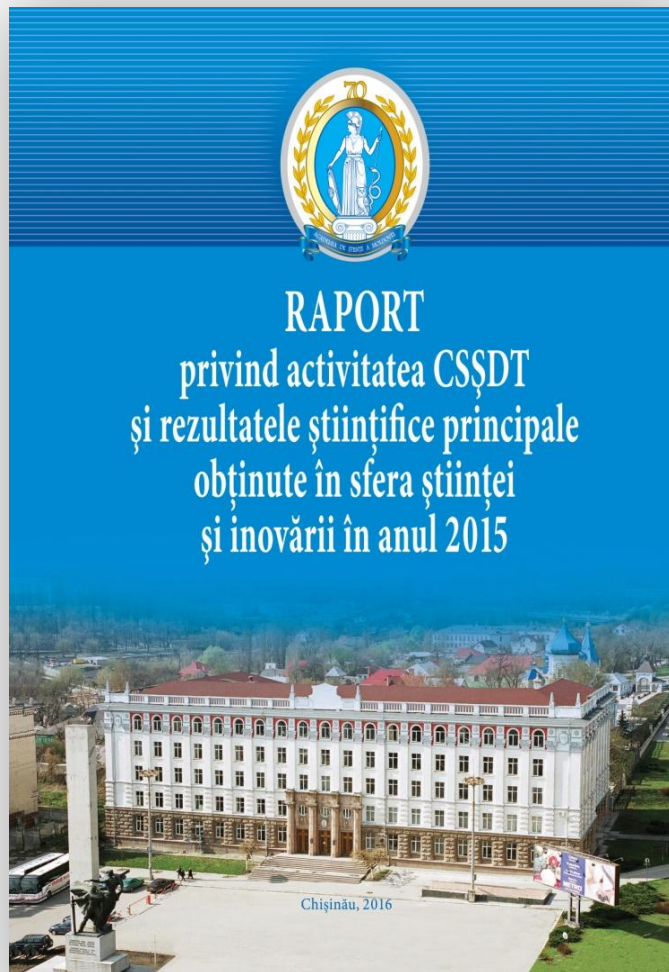 70
ACADEMIA DE ŞTIINŢE A MOLDOVEI
RAPORT
privind activitatea CSŞDT
şi rezultatele ştiinţifice principale
obţinute în sfera ştiinţei
şi inovării în anul 2015
METRO
Chişinău, 2016